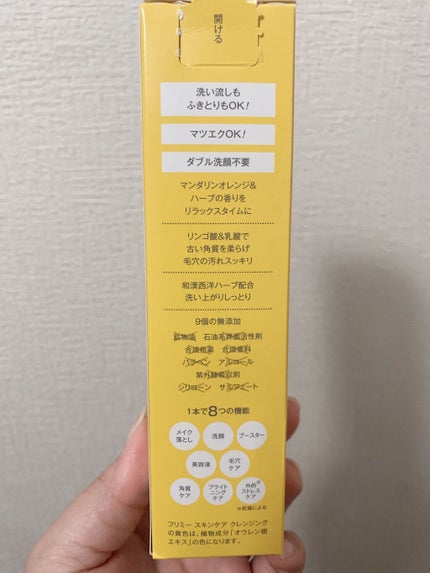 開ける
洗い流しも
ふきとりもOK!
マツエクOK!
ダブル洗顔不要
マンダリンオレンジ&
ハーブの香りを
リラックスタイムに
リンゴ酸&乳酸で
古い角質を柔らげ
毛穴の汚れスッキリ
和漢西洋ハーブ配合
洗い上がりしっとり
9個の無添加
鉱物油 石油系界面活性剤
合成色素 合成香料
パラベン アルコール
紫外線吸収剤
シリコーン サルフェート
1本で8つの機能
メイク
落とし
洗顔
ブースター
美容液
毛穴
ケア
角質
ケア
ブライト
ニング
ケア
外的※
ストレス
ケア
※乾燥による
フリミー スキンケア クレンジング
の黄色は、植物成分「オウレン根
エキス」の色になります。